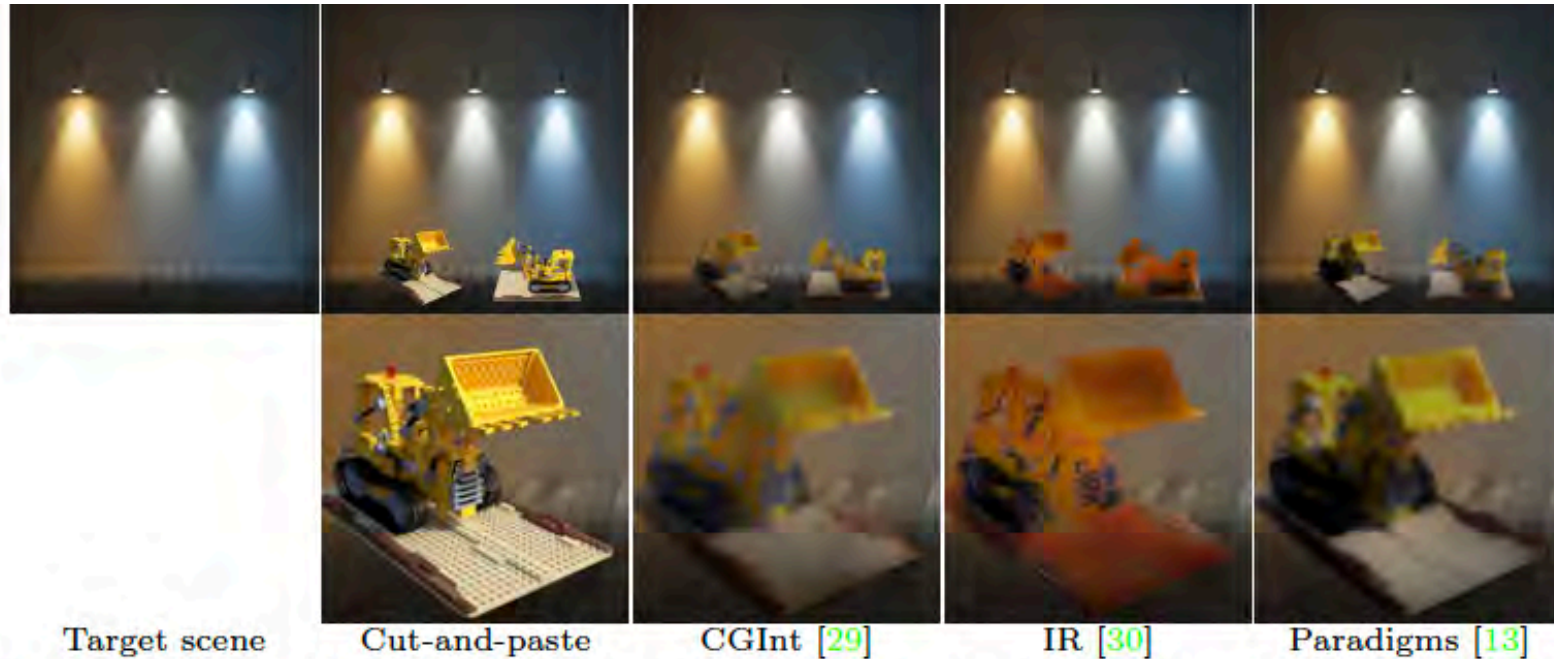 Target scene Cut-and-paste CGInt [29] IR [30] Paradigms [13]